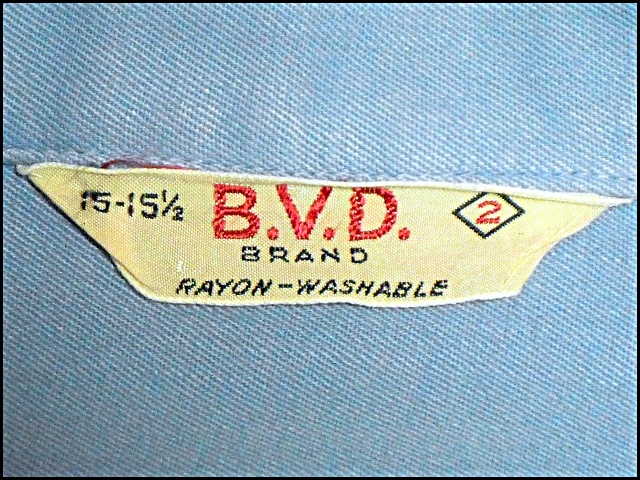 15-15½ B.V.D. 2
BRAND
RAYON-WASHABLE